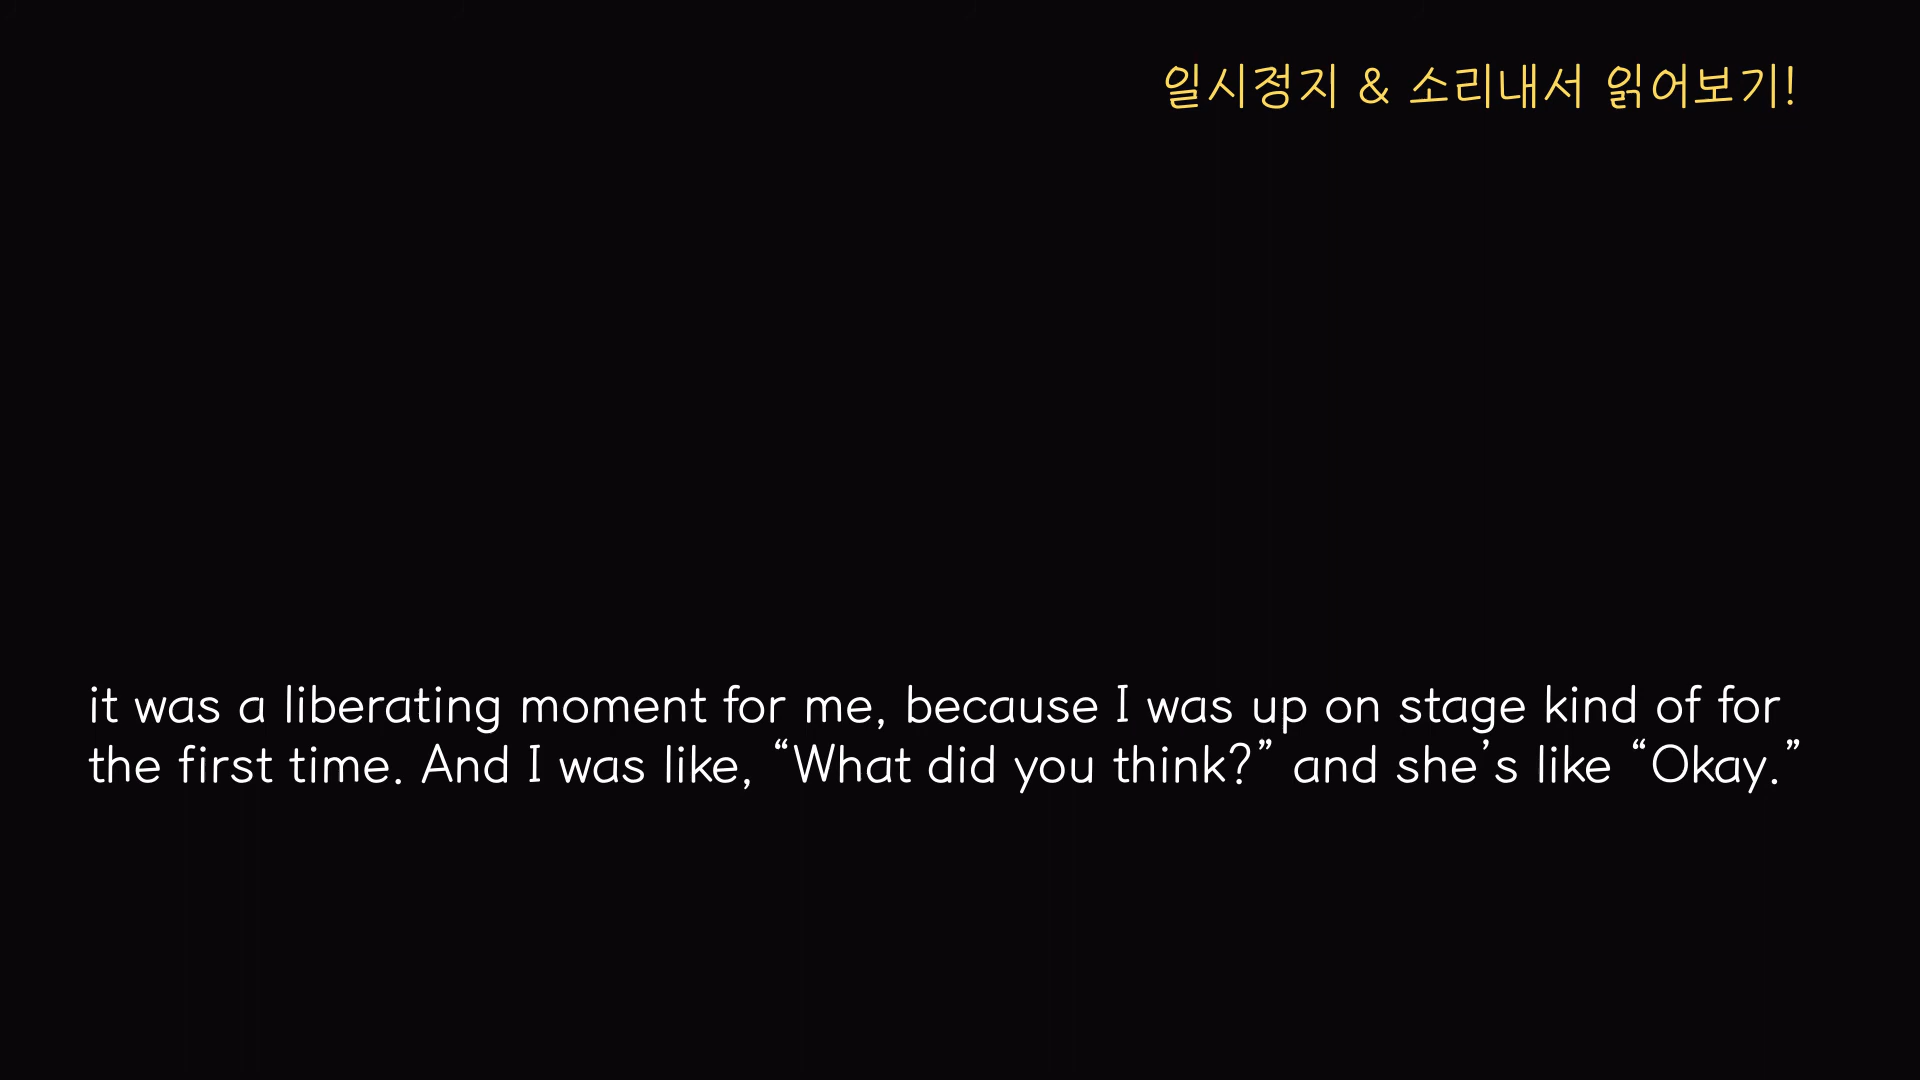 일시정지 & 소리내서 읽어보기!
it was a liberating moment for me, because I was up on stage kind of for
the first time. And I was like, “What did you think?” and she’s like “Okay.”